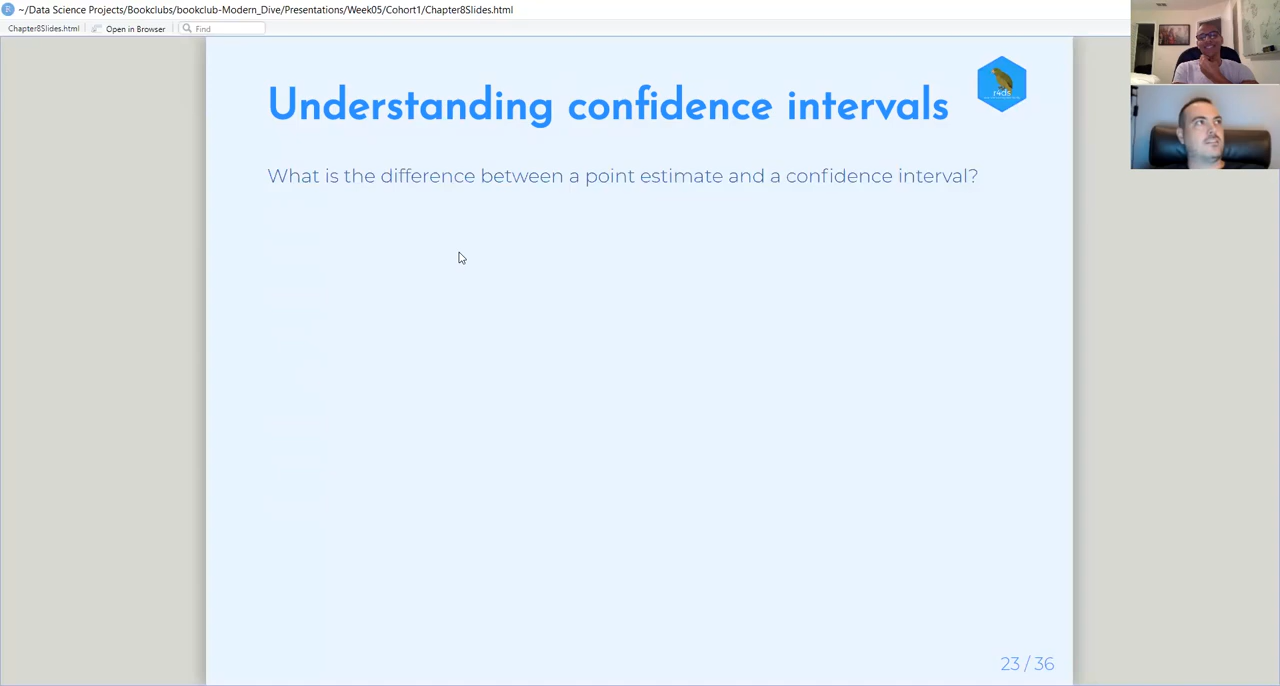 ~/Data Science Projects/Bookclubs/bookclub-Modern_Dive/Presentations/Week05/Cohort1/Chapter8Slides.html
Chapter8Slides.html Open in Browser Find
Understanding confidence intervals
r4ds
What is the difference between a point estimate and a confidence interval?
23 / 36